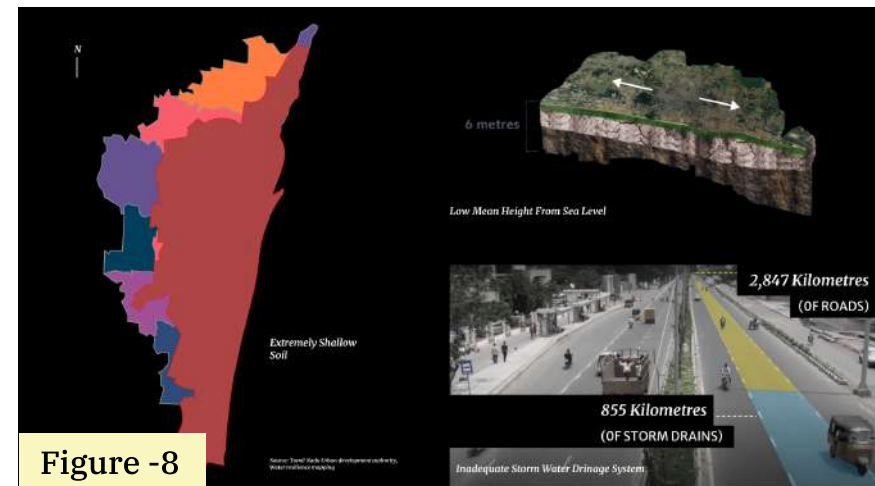 N
Extremely Shallow
Soil
Source: Tamil Nadu Urban development authority,
Water resilience mapping
Figure -8
6 metres
Low Mean Height From Sea Level
2,847 Kilometres
(OF ROADS)
855 Kilometres
(OF STORM DRAINS)
Inadequate Storm Water Drinage System